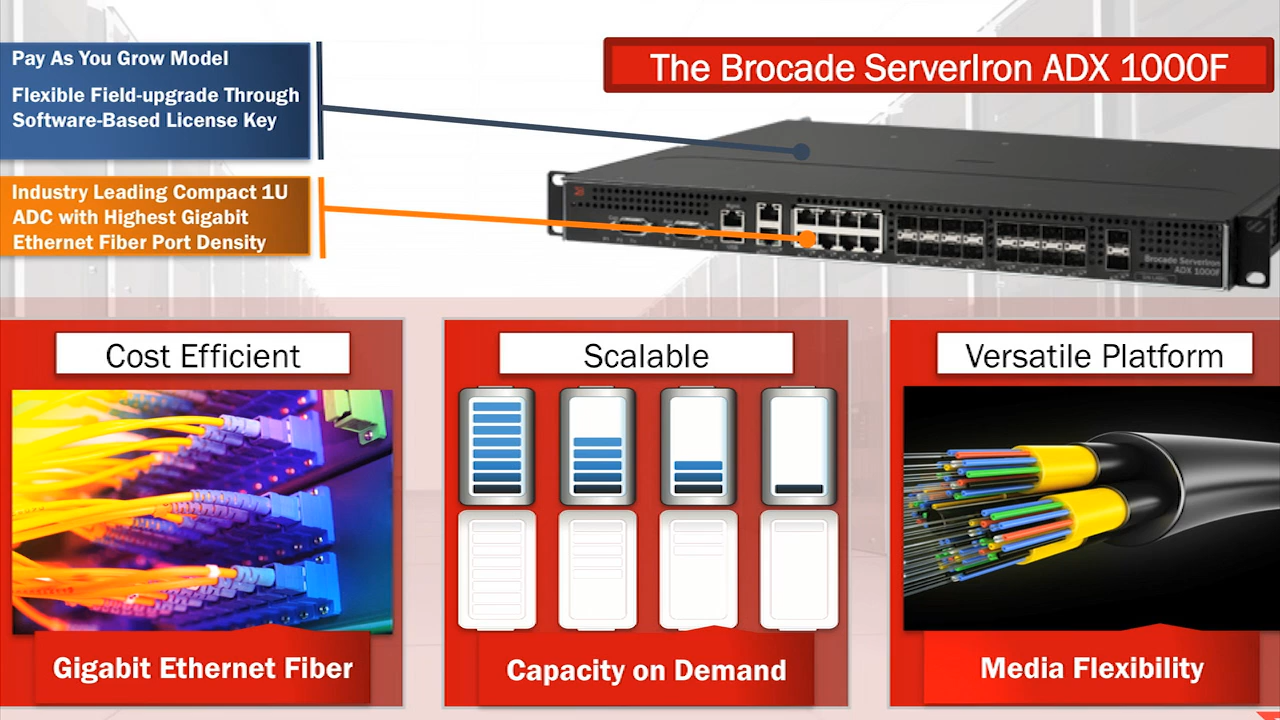 Pay As You Grow Model
Flexible Field-upgrade Through
Software-Based License Key
The Brocade ServerIron ADX 1000F
Industry Leading Compact 1U
ADC with Highest Gigabit
Ethernet Fiber Port Density
Brocade ServerIron
ADX 1000F
Cost Efficient
Scalable
Versatile Platform
Gigabit Ethernet Fiber
Capacity on Demand
Media Flexibility